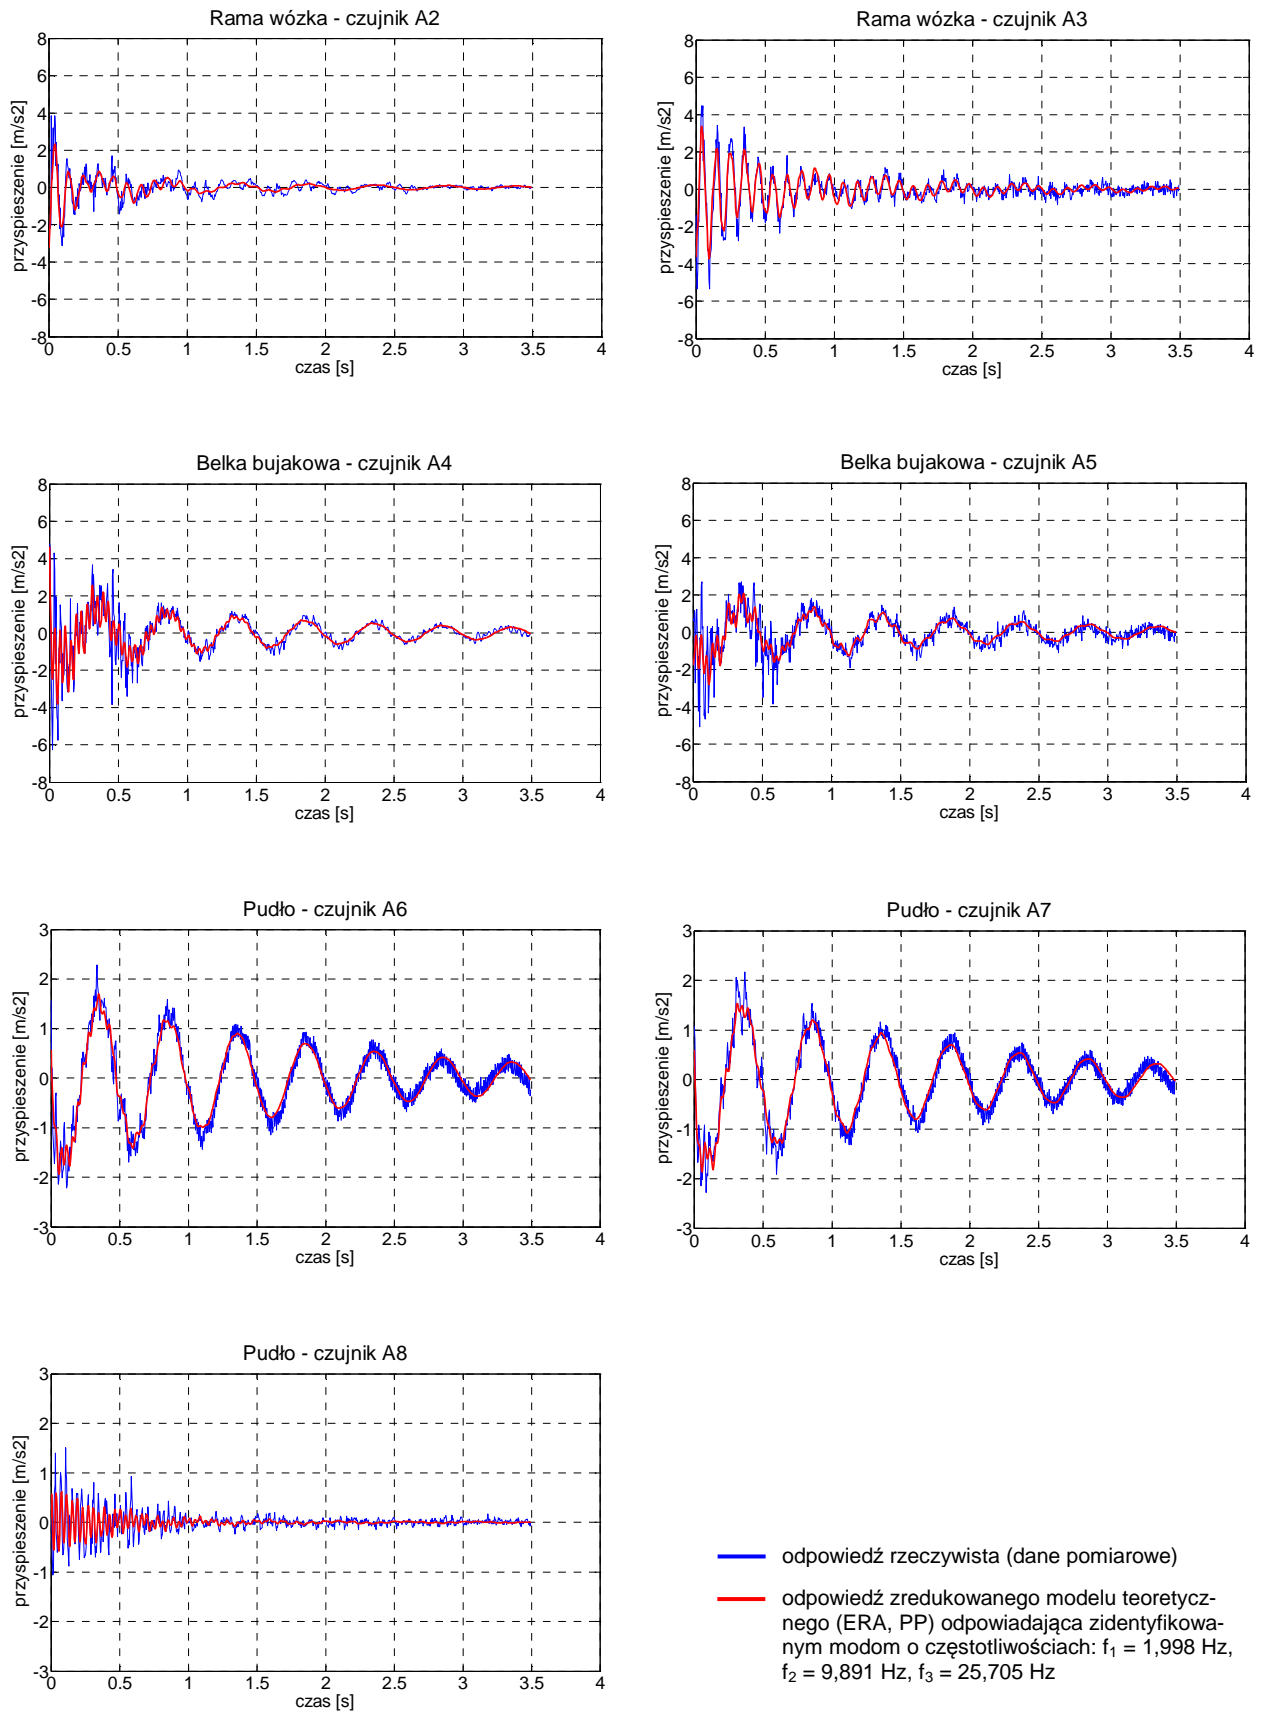 Rama wózka - czujnik A2
przyspieszenie [m/s2]
8
6
4
2
0
-2
-4
-6
-8
0 0.5 1 1.5 2 2.5 3 3.5 4
czas [s]
Rama wózka - czujnik A3
przyspieszenie [m/s2]
8
6
4
2
0
-2
-4
-6
-8
0 0.5 1 1.5 2 2.5 3 3.5 4
czas [s]
Belka bujakowa - czujnik A4
przyspieszenie [m/s2]
8
6
4
2
0
-2
-4
-6
-8
0 0.5 1 1.5 2 2.5 3 3.5 4
czas [s]
Belka bujakowa - czujnik A5
przyspieszenie [m/s2]
8
6
4
2
0
-2
-4
-6
-8
0 0.5 1 1.5 2 2.5 3 3.5 4
czas [s]
Pudło - czujnik A6
przyspieszenie [m/s2]
3
2
1
0
-1
-2
-3
0 0.5 1 1.5 2 2.5 3 3.5 4
czas [s]
Pudło - czujnik A7
przyspieszenie [m/s2]
3
2
1
0
-1
-2
-3
0 0.5 1 1.5 2 2.5 3 3.5 4
czas [s]
Pudło - czujnik A8
przyspieszenie [m/s2]
3
2
1
0
-1
-2
-3
0 0.5 1 1.5 2 2.5 3 3.5 4
czas [s]
odpowiedź rzeczywista (dane pomiarowe)
odpowiedź zredukowanego modelu teoretycz-
nego (ERA, PP) odpowiadająca zidentyfikowa-
nym modom o częstotliwościach: f₁ = 1,998 Hz,
f₂ = 9,891 Hz, f₃ = 25,705 Hz